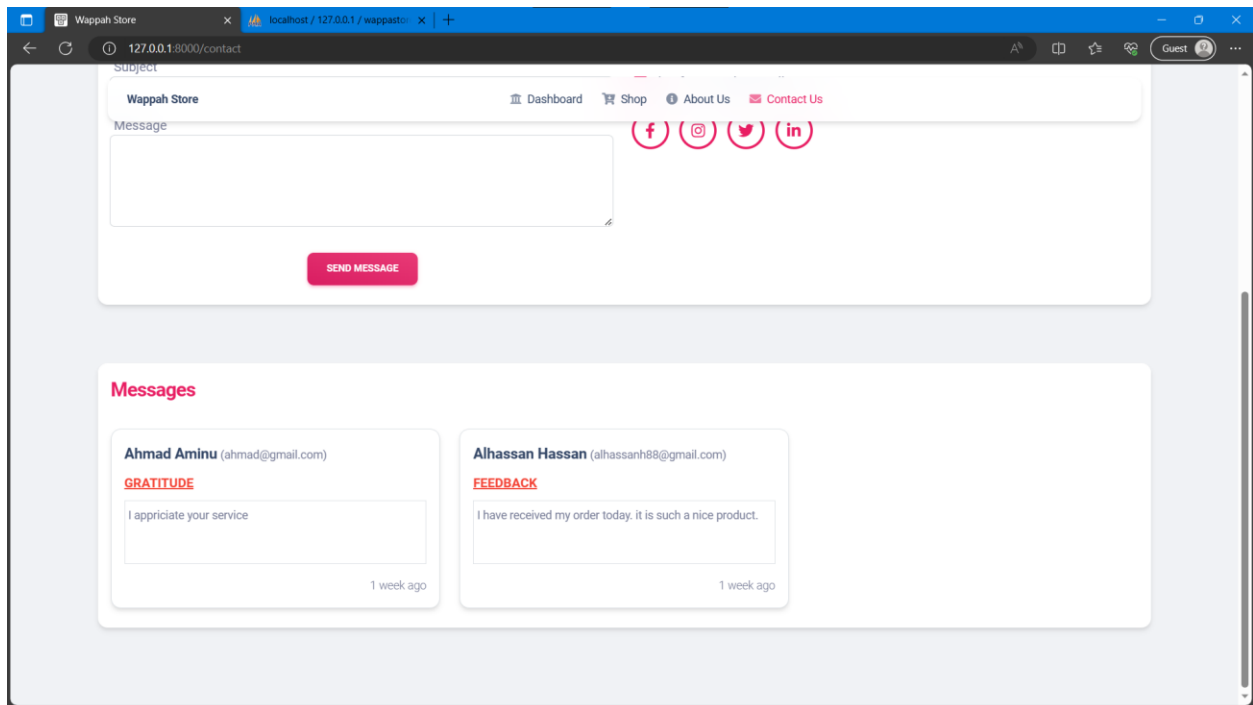 Wappah Store
localhost / 127.0.0.1 / wappastor
127.0.0.1:8000/contact
Guest
Subject
Wappah Store
Dashboard
Shop
About Us
Contact Us
Message
SEND MESSAGE
Messages
Ahmad Aminu (ahmad@gmail.com)
GRATITUDE
I appriciate your service
1 week ago
Alhassan Hassan (alhassanh88@gmail.com)
FEEDBACK
I have received my order today. it is such a nice product.
1 week ago